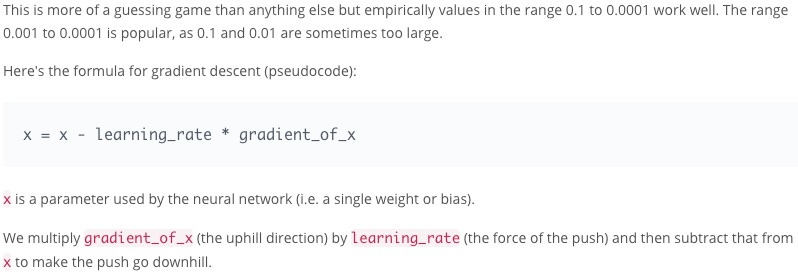 This is more of a guessing game than anything else but empirically values in the range 0.1 to 0.0001 work well. The range
0.001 to 0.0001 is popular, as 0.1 and 0.01 are sometimes too large.
Here's the formula for gradient descent (pseudocode):
x = x - learning_rate * gradient_of_x
x is a parameter used by the neural network (i.e. a single weight or bias).
We multiply gradient_of_x (the uphill direction) by learning_rate (the force of the push) and then subtract that from
x to make the push go downhill.